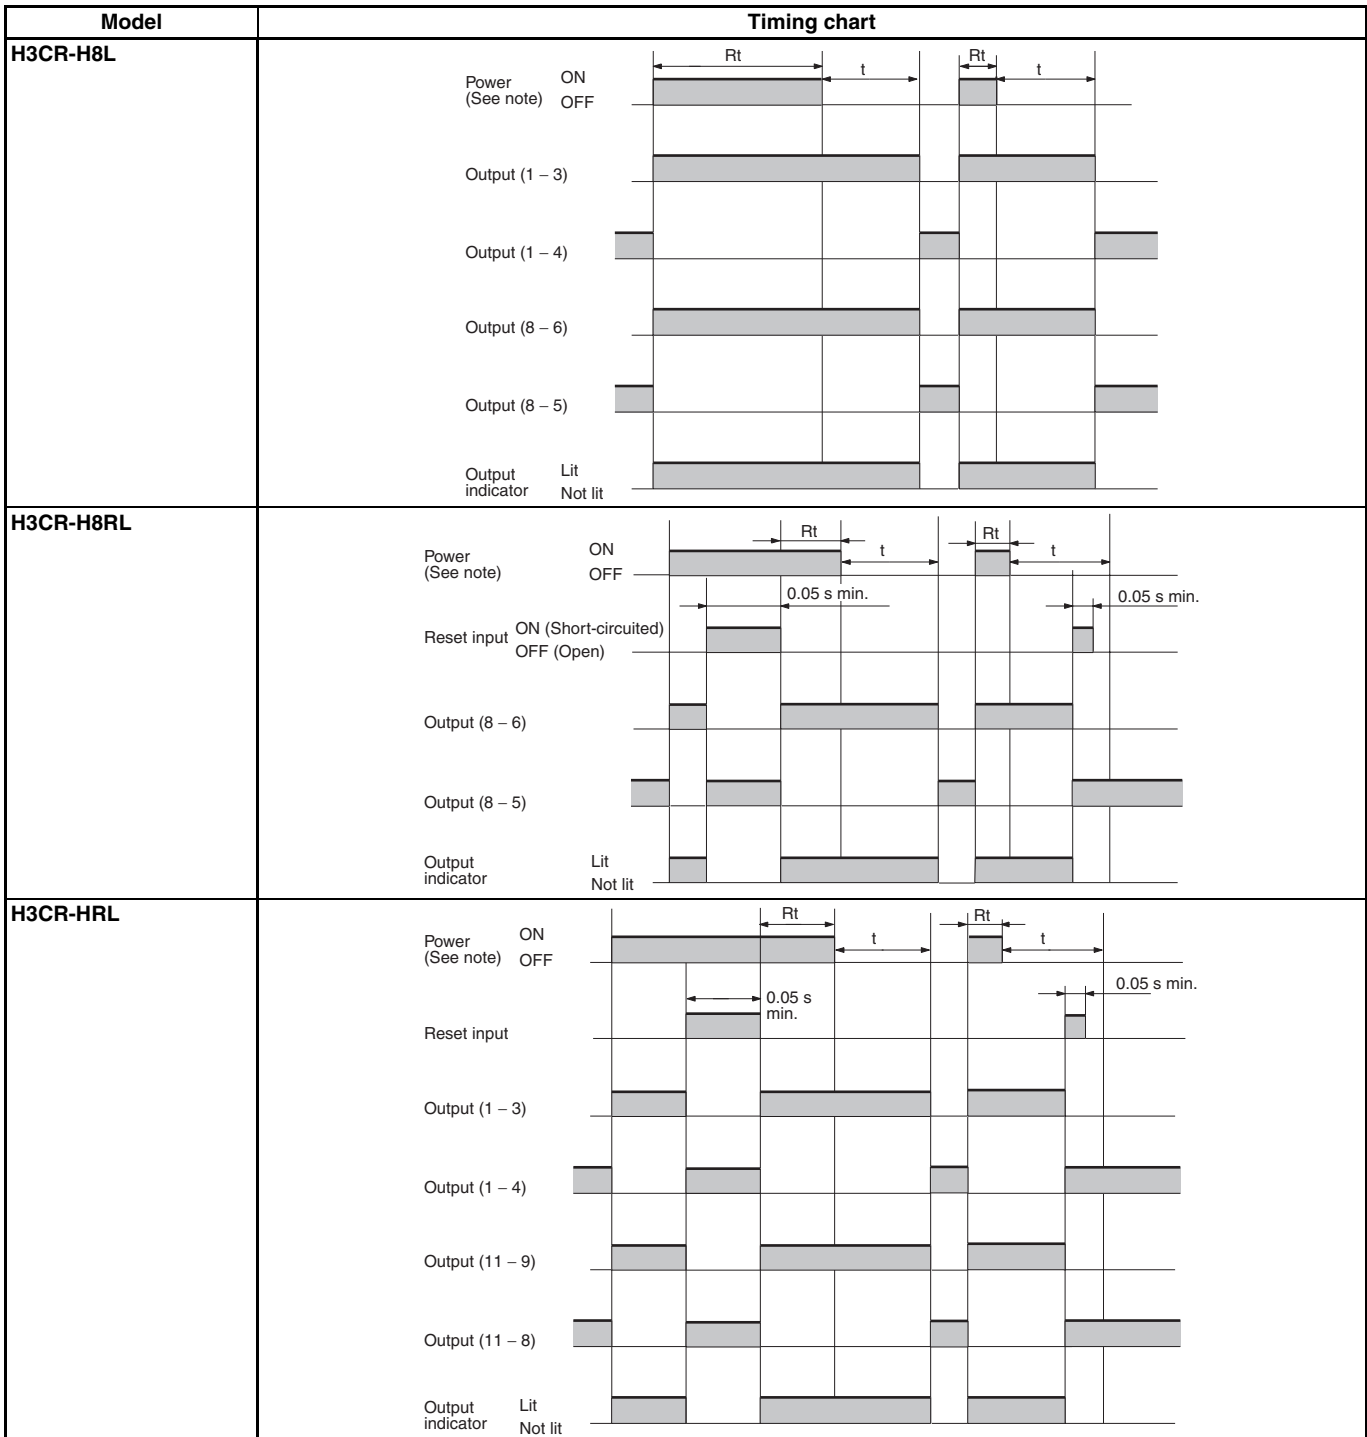 Model Timing chart
H3CR-H8L
Rt t Rt t
Power ON
(See note) OFF
Output (1 – 3)
Output (1 – 4)
Output (8 – 6)
Output (8 – 5)
Output Lit
indicator Not lit
H3CR-H8RL
Rt t Rt t
Power ON
(See note) OFF
0.05 s min. 0.05 s min.
Reset input ON (Short-circuited)
OFF (Open)
Output (8 – 6)
Output (8 – 5)
Output Lit
indicator Not lit
H3CR-HRL
Rt t Rt t
Power ON
(See note) OFF
0.05 s 0.05 s min.
min.
Reset input
Output (1 – 3)
Output (1 – 4)
Output (11 – 9)
Output (11 – 8)
Output Lit
indicator Not lit